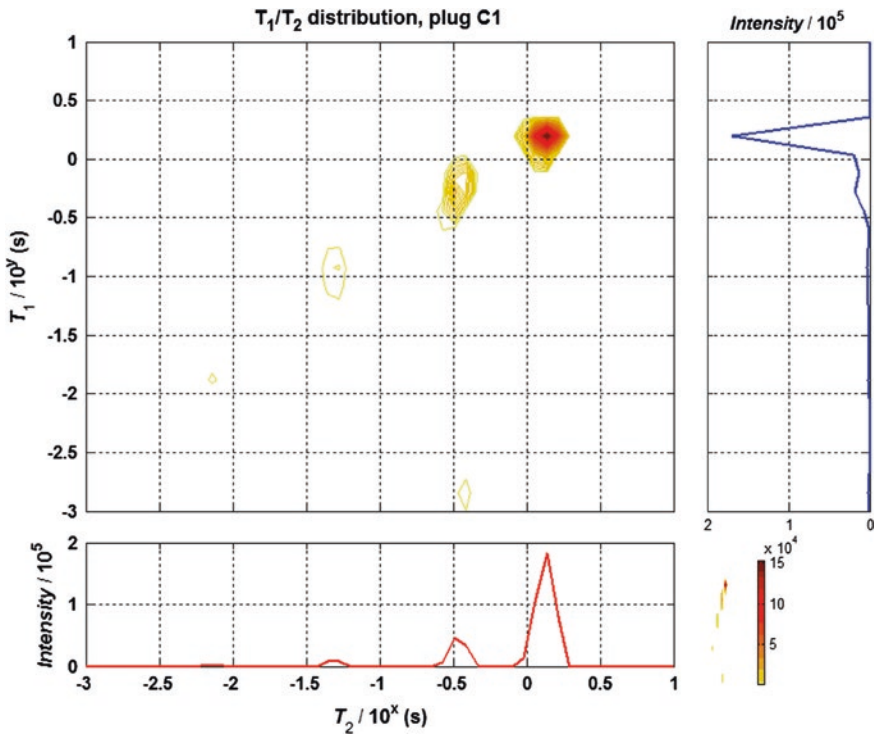 T1/T2 distribution, plug C1
Intensity / 10^5
1
0.5
0
-0.5
-1
-1.5
-2
-2.5
-3
T1 / 10^y (s)
2 1 0
2
1
0
Intensity / 10^5
-3 -2.5 -2 -1.5 -1 -0.5 0 0.5 1
T2 / 10^x (s)
x 10^4
15
10
5